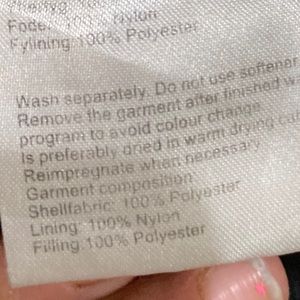 Nylon
Fyllning:100% Polyester
Wash separately. Do not use softener
Remove the garment after finished w
program to avoid colour change.
Is preferably dried in warm drying cab
Reimpregnate when necessary
Garment composition:
Shellfabric: 100% Polyester
Lining: 100% Nylon
Filling:100% Polyester